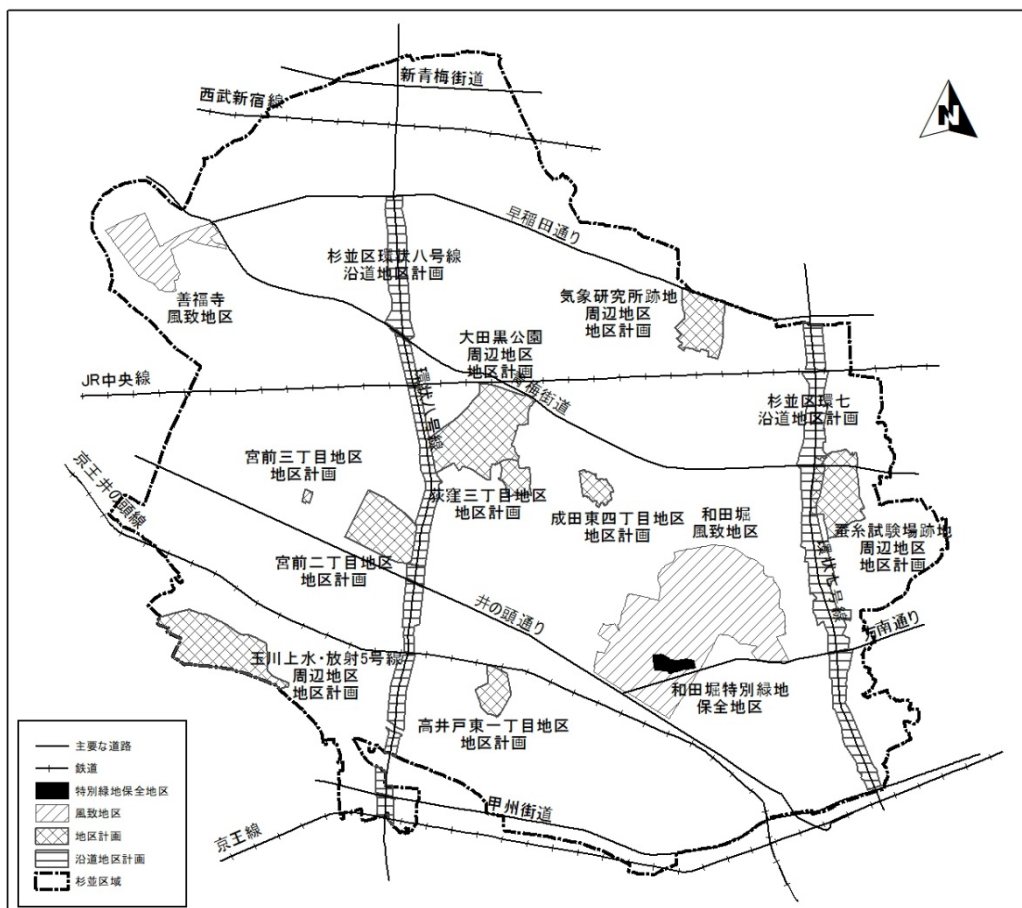 新青梅街道
西武新宿線
N
早稲田通り
杉並区環状八号線
沿道地区計画
善福寺
風致地区
気象研究所跡地
周辺地区
地区計画
大田黒公園
周辺地区
地区計画
JR中央線
青梅街道
環状八号線
杉並区環七
沿道地区計画
宮前三丁目地区
地区計画
京王井の頭線
荻窪三丁目地区
地区計画
成田東四丁目地区
地区計画
和田堀
風致地区
蚕糸試験場跡地
周辺地区
地区計画
宮前二丁目地区
地区計画
環状七号線
井の頭通り
方南通り
玉川上水・放射5号線
周辺地区
地区計画
和田堀特別緑地
保全地区
高井戸東一丁目地区
地区計画
甲州街道
京王線
主要な道路
鉄道
特別緑地保全地区
風致地区
地区計画
沿道地区計画
杉並区域